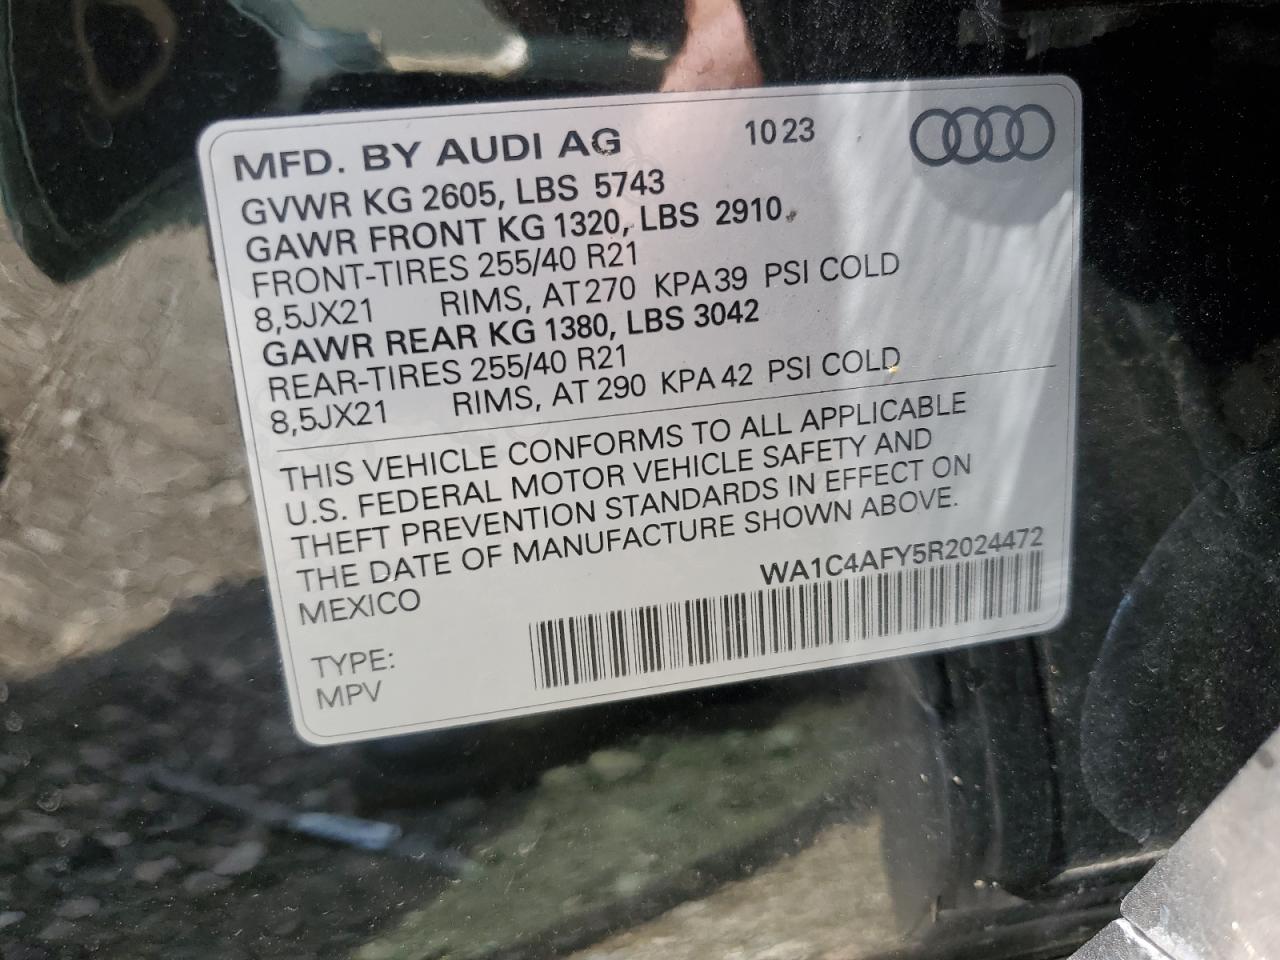 MFD. BY AUDI AG 10 23
GVWR KG 2605, LBS 5743
GAWR FRONT KG 1320, LBS 2910
FRONT-TIRES 255/40 R21
8,5JX21 RIMS, AT 270 KPA 39 PSI COLD
GAWR REAR KG 1380, LBS 3042
REAR-TIRES 255/40 R21
8,5JX21 RIMS, AT 290 KPA 42 PSI COLD
THIS VEHICLE CONFORMS TO ALL APPLICABLE
U.S. FEDERAL MOTOR VEHICLE SAFETY AND
THEFT PREVENTION STANDARDS IN EFFECT ON
THE DATE OF MANUFACTURE SHOWN ABOVE.
MEXICO
WA1C4AFY5R2024472
TYPE:
MPV